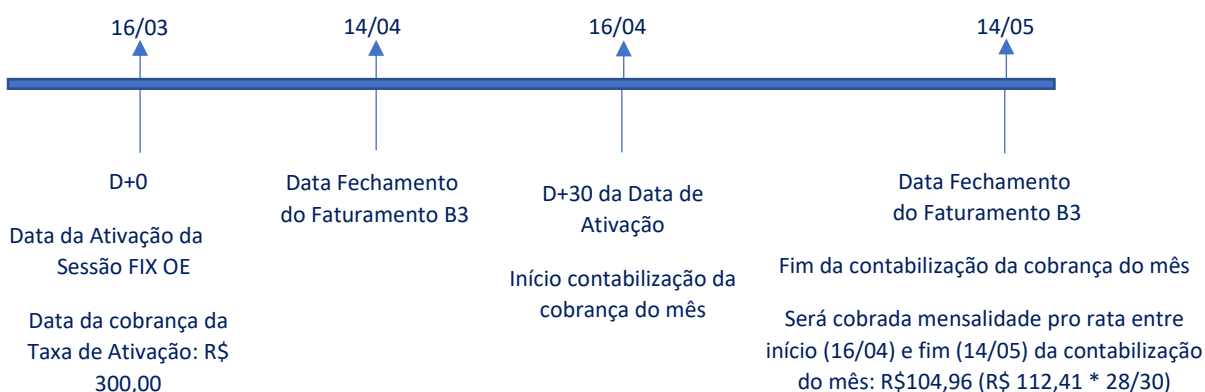 16/03
14/04
16/04
14/05
D+0
Data da Ativação da
Sessão FIX OE
Data da cobrança da
Taxa de Ativação: R$
300,00
Data Fechamento
do Faturamento B3
D+30 da Data de
Ativação
Início contabilização da
cobrança do mês
Data Fechamento
do Faturamento B3
Fim da contabilização da cobrança do mês
Será cobrada mensalidade pro rata entre
início (16/04) e fim (14/05) da contabilização
do mês: R$104,96 (R$ 112,41 * 28/30)